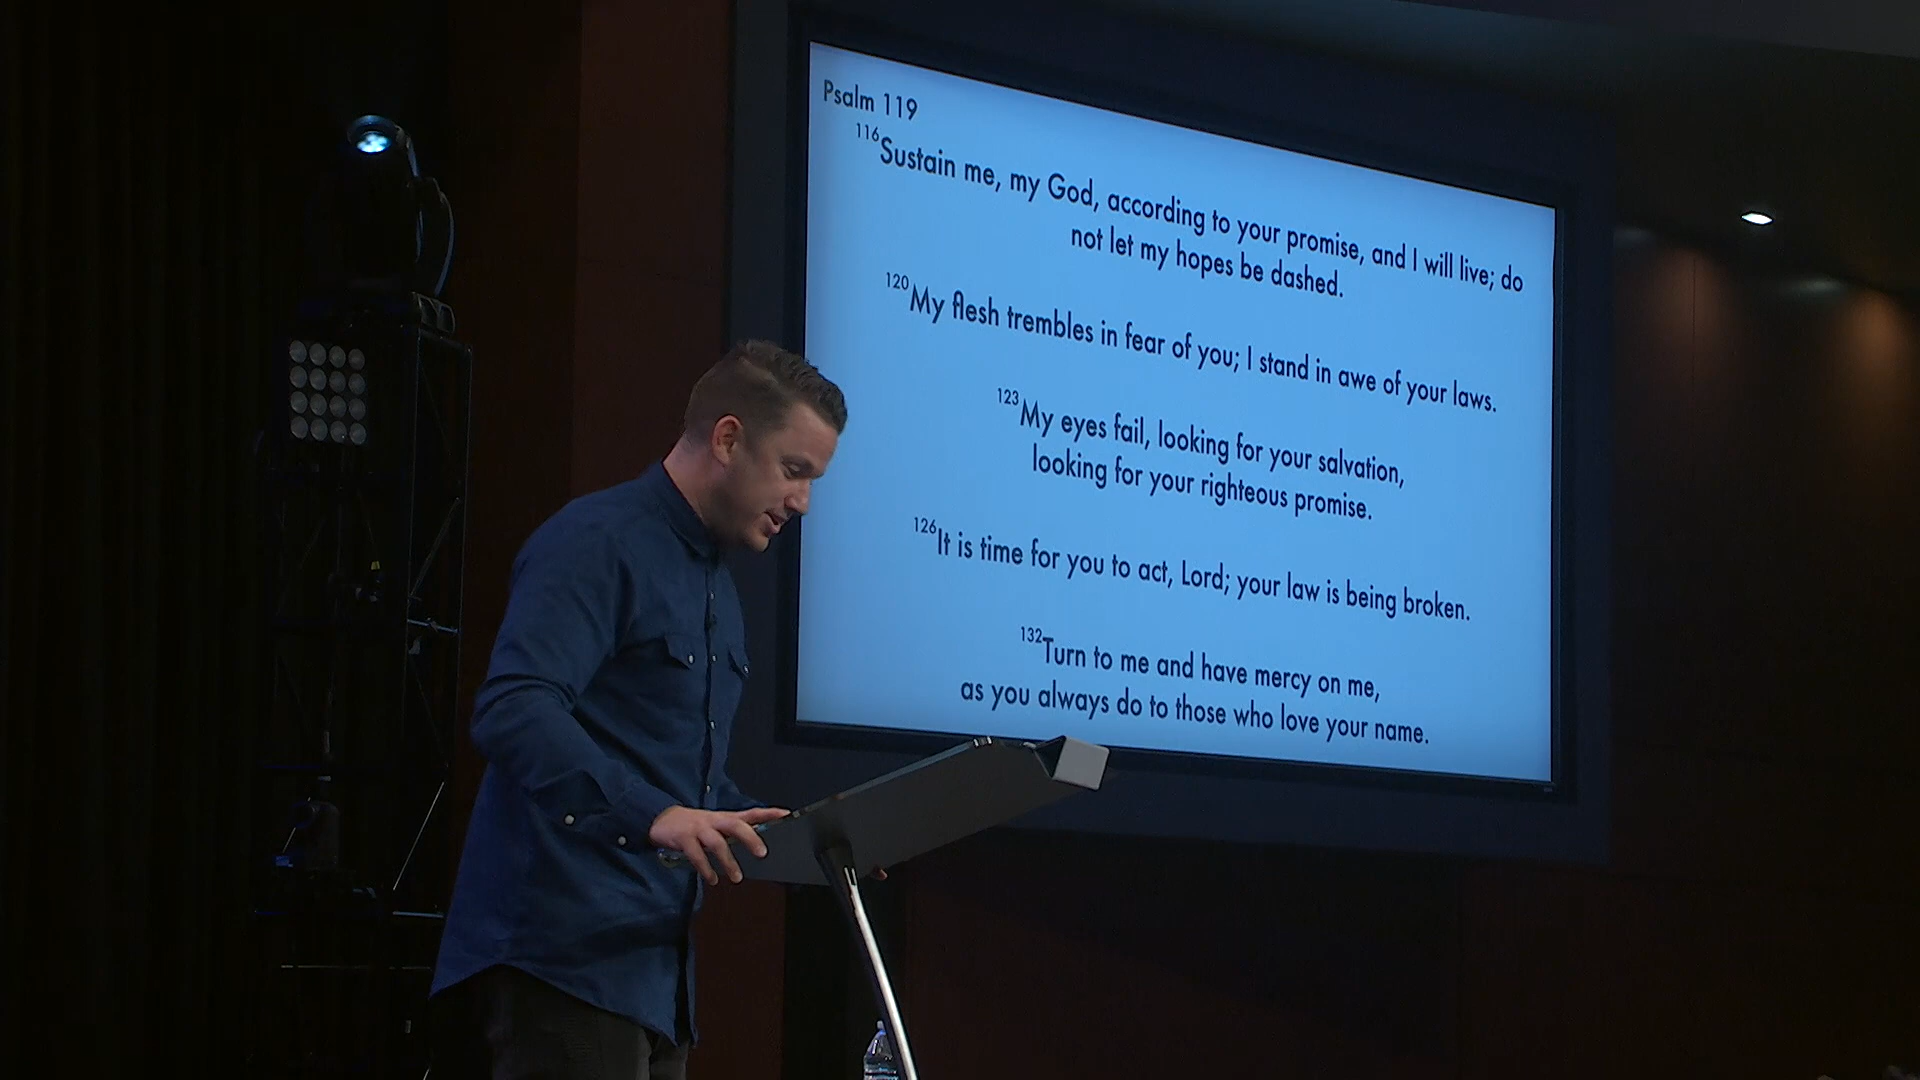 Psalm 119
116Sustain me, my God, according to your promise, and I will live; do
not let my hopes be dashed.
120My flesh trembles in fear of you; I stand in awe of your laws.
123My eyes fail, looking for your salvation,
looking for your righteous promise.
126It is time for you to act, Lord; your law is being broken.
132Turn to me and have mercy on me,
as you always do to those who love your name.